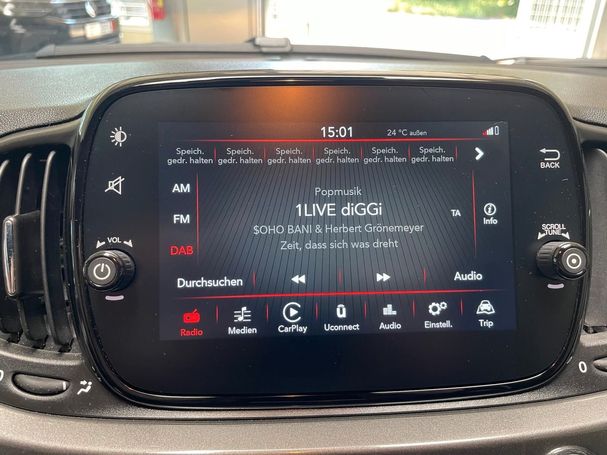 15:01 24 °C außen
Speich. gedr. halten Speich. gedr. halten Speich. gedr. halten Speich. gedr. halten Speich. gedr. halten Speich. gedr. halten
BACK
AM
Popmusik
1LIVE diGGi
FM
TA
Info
$OHO BANI & Herbert Grönemeyer
Zeit, dass sich was dreht
DAB
VOL
SCROLL
TUNE
Durchsuchen
Audio
Radio Medien CarPlay Uconnect Audio Einstell. Trip
0
0